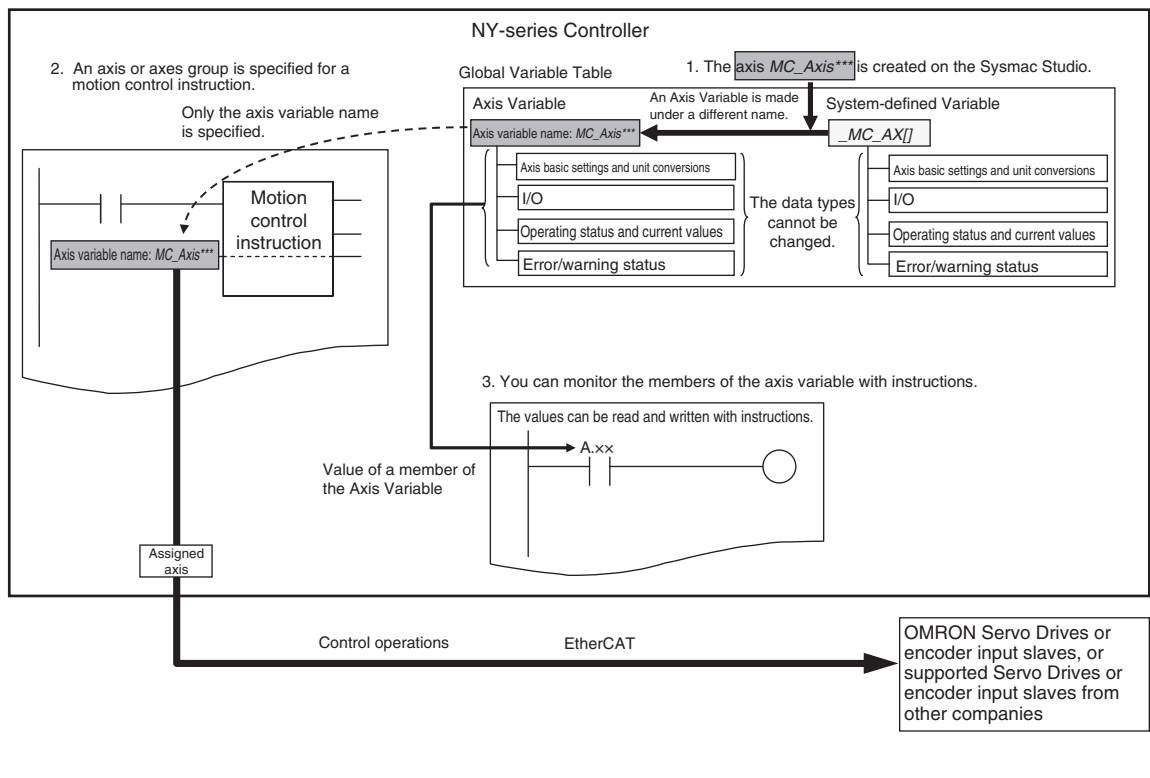 NY-series Controller
2. An axis or axes group is specified for a
motion control instruction.
Only the axis variable name
is specified.
Motion
control
instruction
Axis variable name: MC_Axis***
Global Variable Table
1. The axis MC_Axis*** is created on the Sysmac Studio.
Axis Variable
An Axis Variable is made
under a different name.
System-defined Variable
Axis variable name: MC_Axis***
_MC_AX[]
Axis basic settings and unit conversions
I/O
Operating status and current values
Error/warning status
The data types
cannot be
changed.
Axis basic settings and unit conversions
I/O
Operating status and current values
Error/warning status
3. You can monitor the members of the axis variable with instructions.
The values can be read and written with instructions.
A.××
Value of a member of
the Axis Variable
Assigned
axis
Control operations
EtherCAT
OMRON Servo Drives or
encoder input slaves, or
supported Servo Drives or
encoder input slaves from
other companies